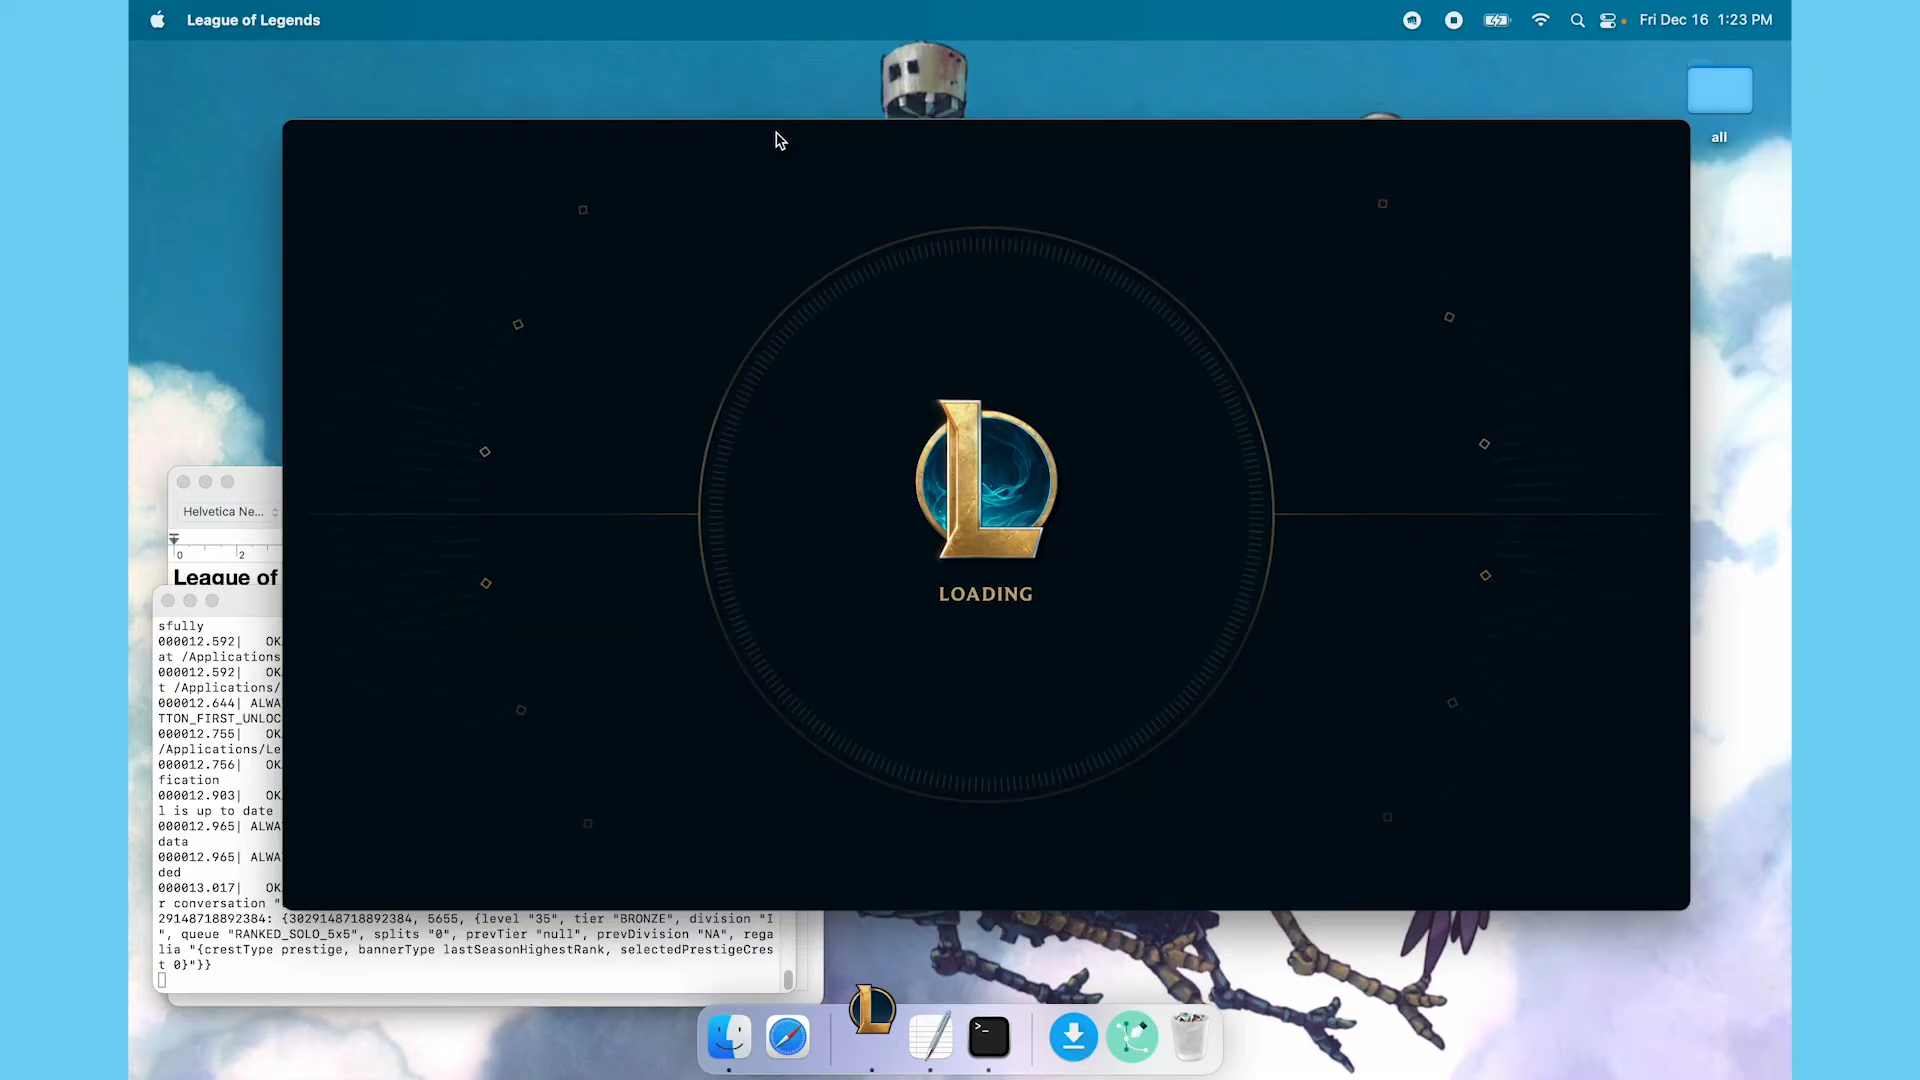 League of Legends
Fri Dec 16 1:23 PM
all
LOADING
Helvetica Ne...
0 2
League of
sfully
000012.592| OK
at /Applications
000012.592| OK
t /Applications/
000012.644| ALWA
TTON_FIRST_UNLOC
000012.755| OK
/Applications/Le
000012.756| OK
fication
000012.903| OK
l is up to date
000012.965| ALWA
data
000012.965| ALWA
ded
000013.017| OK
r conversation "
29148718892384: {3029148718892384, 5655, {level "35", tier "BRONZE", division "I
", queue "RANKED_SOLO_5x5", splits "0", prevTier "null", prevDivision "NA", rega
lia "{crestType prestige, bannerType lastSeasonHighestRank, selectedPrestigeCres
t 0}"}}